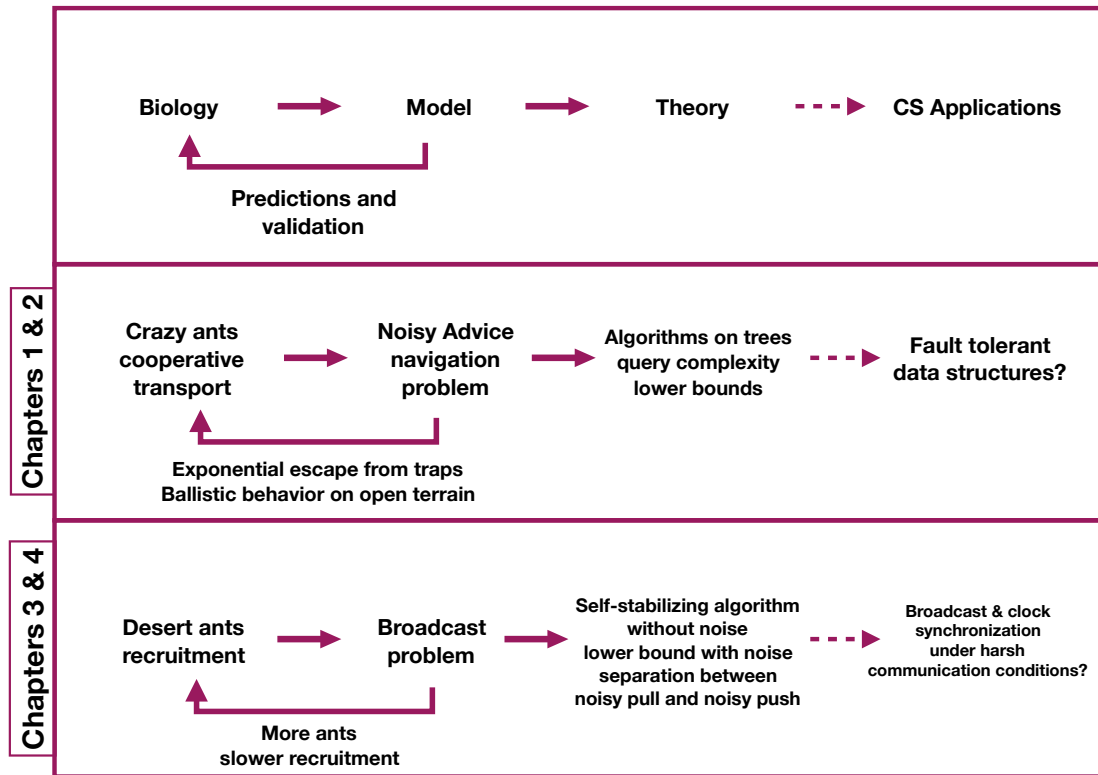 Biology
Model
Theory
CS Applications
Predictions and
validation
Chapters 1 & 2
Crazy ants
cooperative
transport
Noisy Advice
navigation
problem
Algorithms on trees
query complexity
lower bounds
Fault tolerant
data structures?
Exponential escape from traps
Ballistic behavior on open terrain
Chapters 3 & 4
Desert ants
recruitment
Broadcast
problem
Self-stabilizing algorithm
without noise
lower bound with noise
separation between
noisy pull and noisy push
Broadcast & clock
synchronization
under harsh
communication conditions?
More ants
slower recruitment